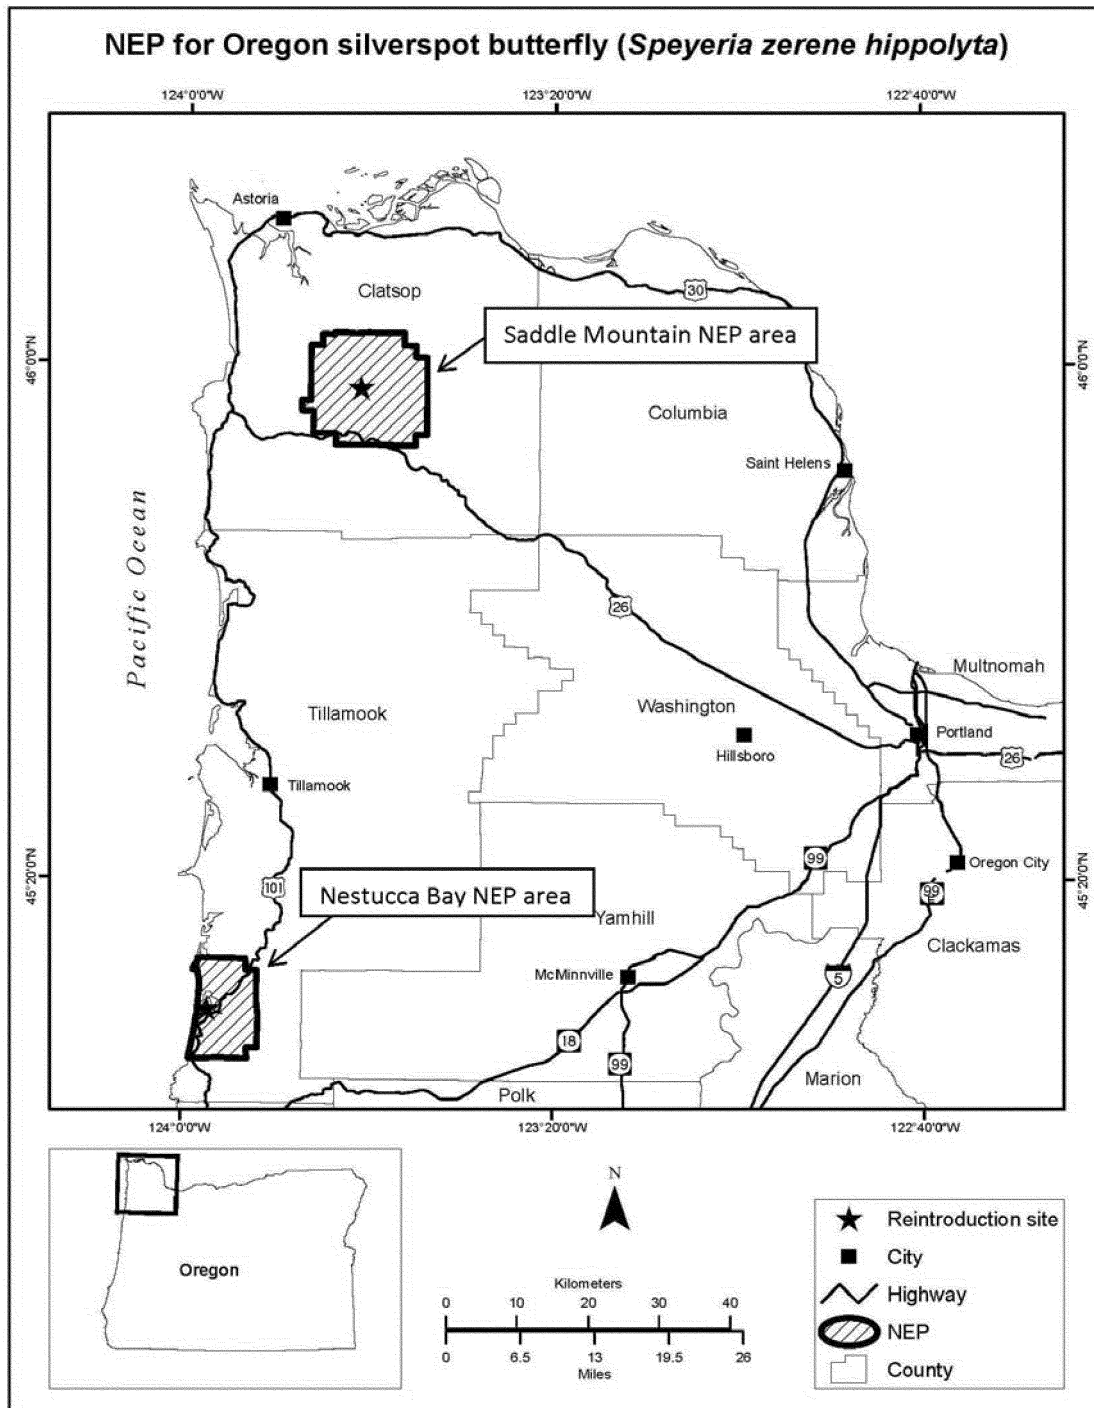 NEP for Oregon silverspot butterfly (Speyeria zerene hippolyta)
124°0'0"W 123°20'0"W 122°40'0"W
Astoria
Clatsop
30
Saddle Mountain NEP area
46°0'0"N
46°0'0"N
Columbia
Saint Helens
Pacific Ocean
26
Multnomah
Tillamook
Washington
Portland
Hillsboro
26
Tillamook
99
Oregon City
45°20'0"N
45°20'0"N
101
Nestucca Bay NEP area
99
E
Yamhill
Clackamas
McMinnville
5
18
99
Marion
Polk
124°0'0"W 123°20'0"W 122°40'0"W
Oregon
N
Kilometers
0 10 20 30 40
0 6.5 13 19.5 26
Miles
Reintroduction site
City
Highway
NEP
County